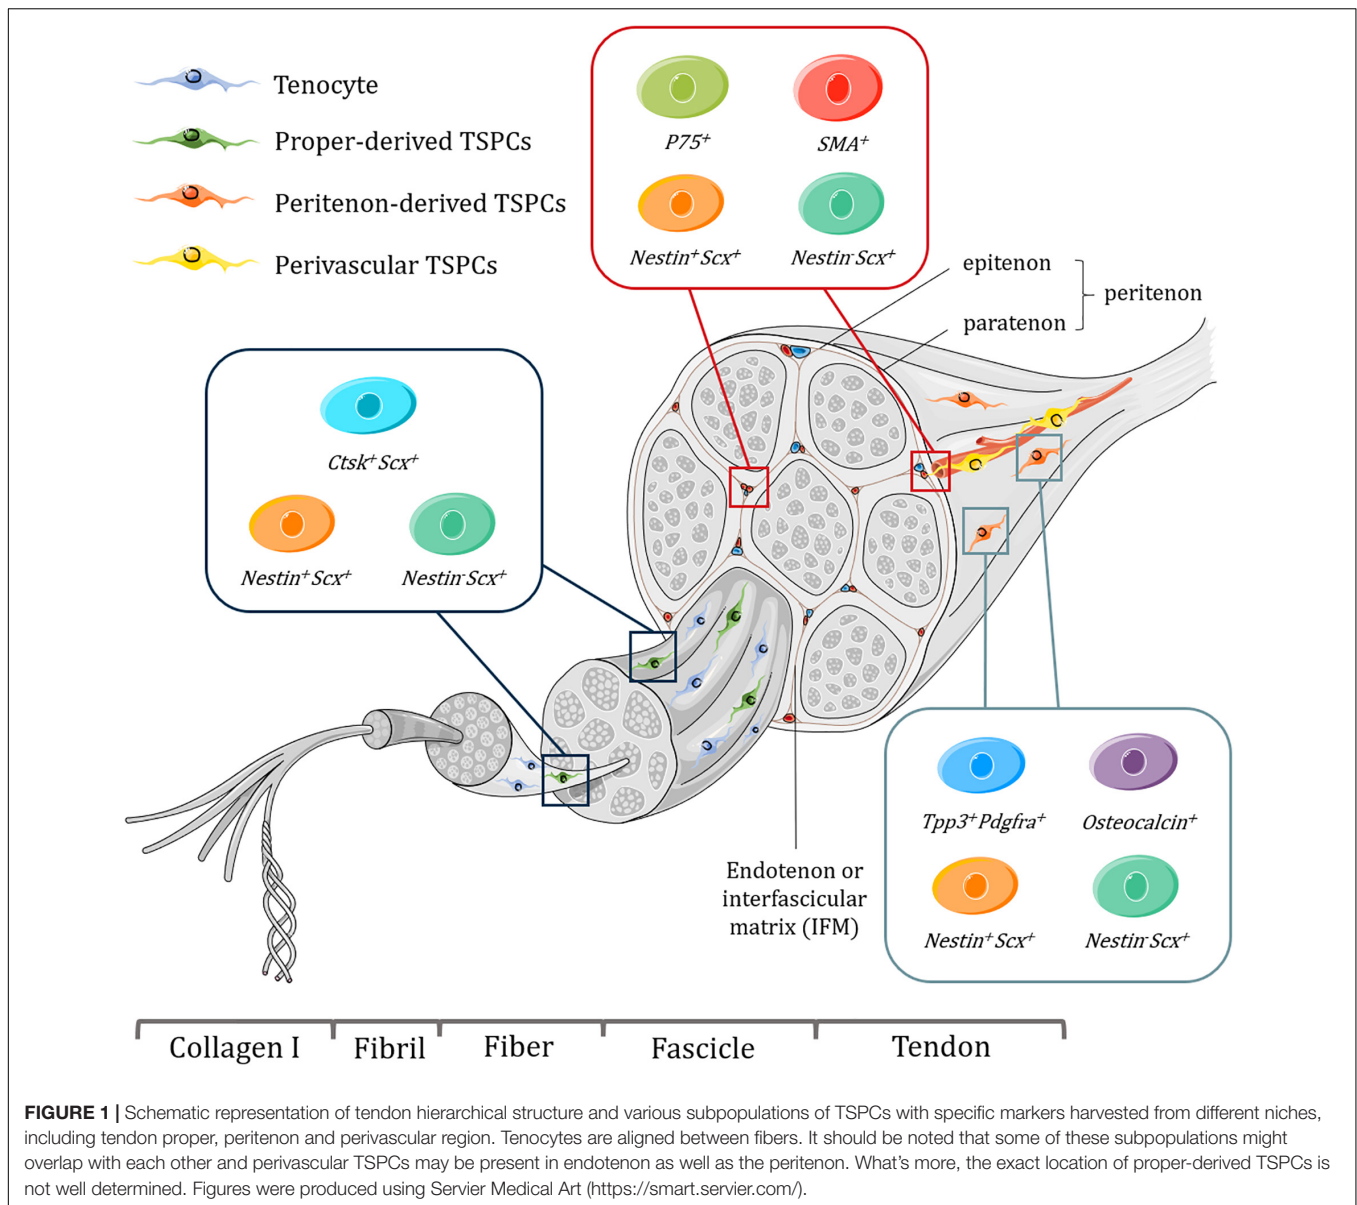 Tenocyte
Proper-derived TSPCs
Peritenon-derived TSPCs
Perivascular TSPCs
P75⁺
SMA⁺
Nestin⁺Scx⁺
Nestin⁻Scx⁺
epitenon
paratenon
peritenon
Ctsk⁺Scx⁺
Nestin⁺Scx⁺
Nestin⁻Scx⁺
Tpp3⁺Pdgfra⁺
Osteocalcin⁺
Nestin⁺Scx⁺
Nestin⁻Scx⁺
Endotenon or
interfascicular
matrix (IFM)
Collagen I
Fibril
Fiber
Fascicle
Tendon
FIGURE 1 | Schematic representation of tendon hierarchical structure and various subpopulations of TSPCs with specific markers harvested from different niches,
including tendon proper, peritenon and perivascular region. Tenocytes are aligned between fibers. It should be noted that some of these subpopulations might
overlap with each other and perivascular TSPCs may be present in endotenon as well as the peritenon. What's more, the exact location of proper-derived TSPCs is
not well determined. Figures were produced using Servier Medical Art (https://smart.servier.com/).